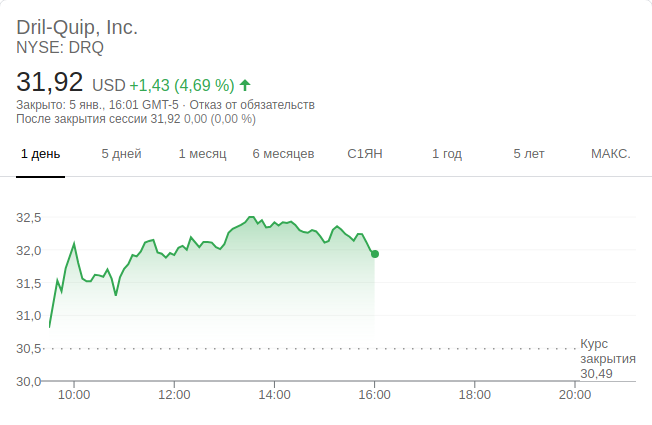 Dril-Quip, Inc.
NYSE: DRQ
31,92 USD +1,43 (4,69 %)
Закрыто: 5 янв., 16:01 GMT-5 · Отказ от обязательств
После закрытия сессии 31,92 0,00 (0,00 %)
1 день 5 дней 1 месяц 6 месяцев С1ЯН 1 год 5 лет МАКС.
32,5
32,0
31,5
31,0
30,5
30,0
Курс
закрытия
30,49
10:00 12:00 14:00 16:00 18:00 20:00